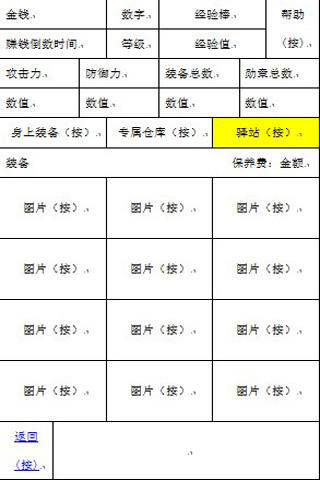 金钱 数字 经验棒 帮助
赚钱倒数时间 等级 经验值 （按）
攻击力 防御力 装备总数 勋章总数
数值 数值 数值 数值
身上装备（按） 专属仓库（按） 驿站（按）
装备 保养费：金额
图片（按） 图片（按） 图片（按）
图片（按） 图片（按） 图片（按）
图片（按） 图片（按） 图片（按）
图片（按） 图片（按） 图片（按）
返回
（按）